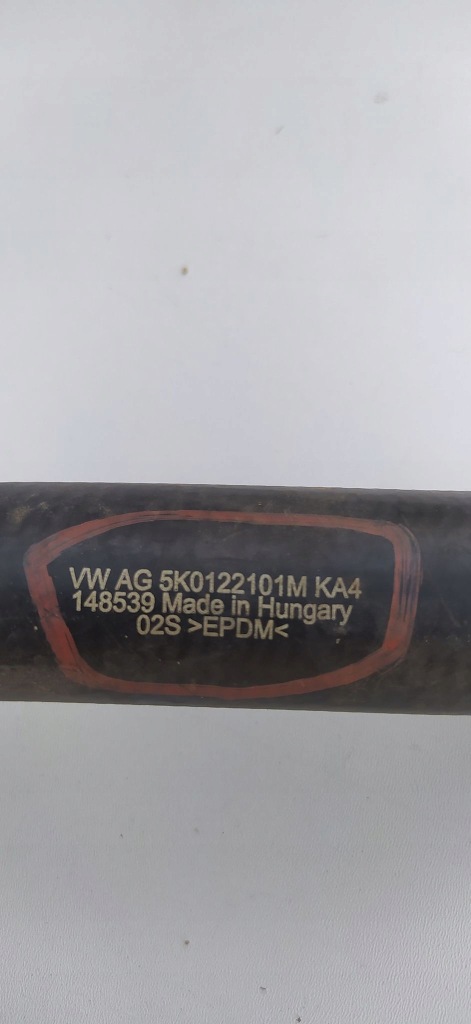 VW AG 5K0122101M KA4
148539 Made in Hungary
02S >EPDM<